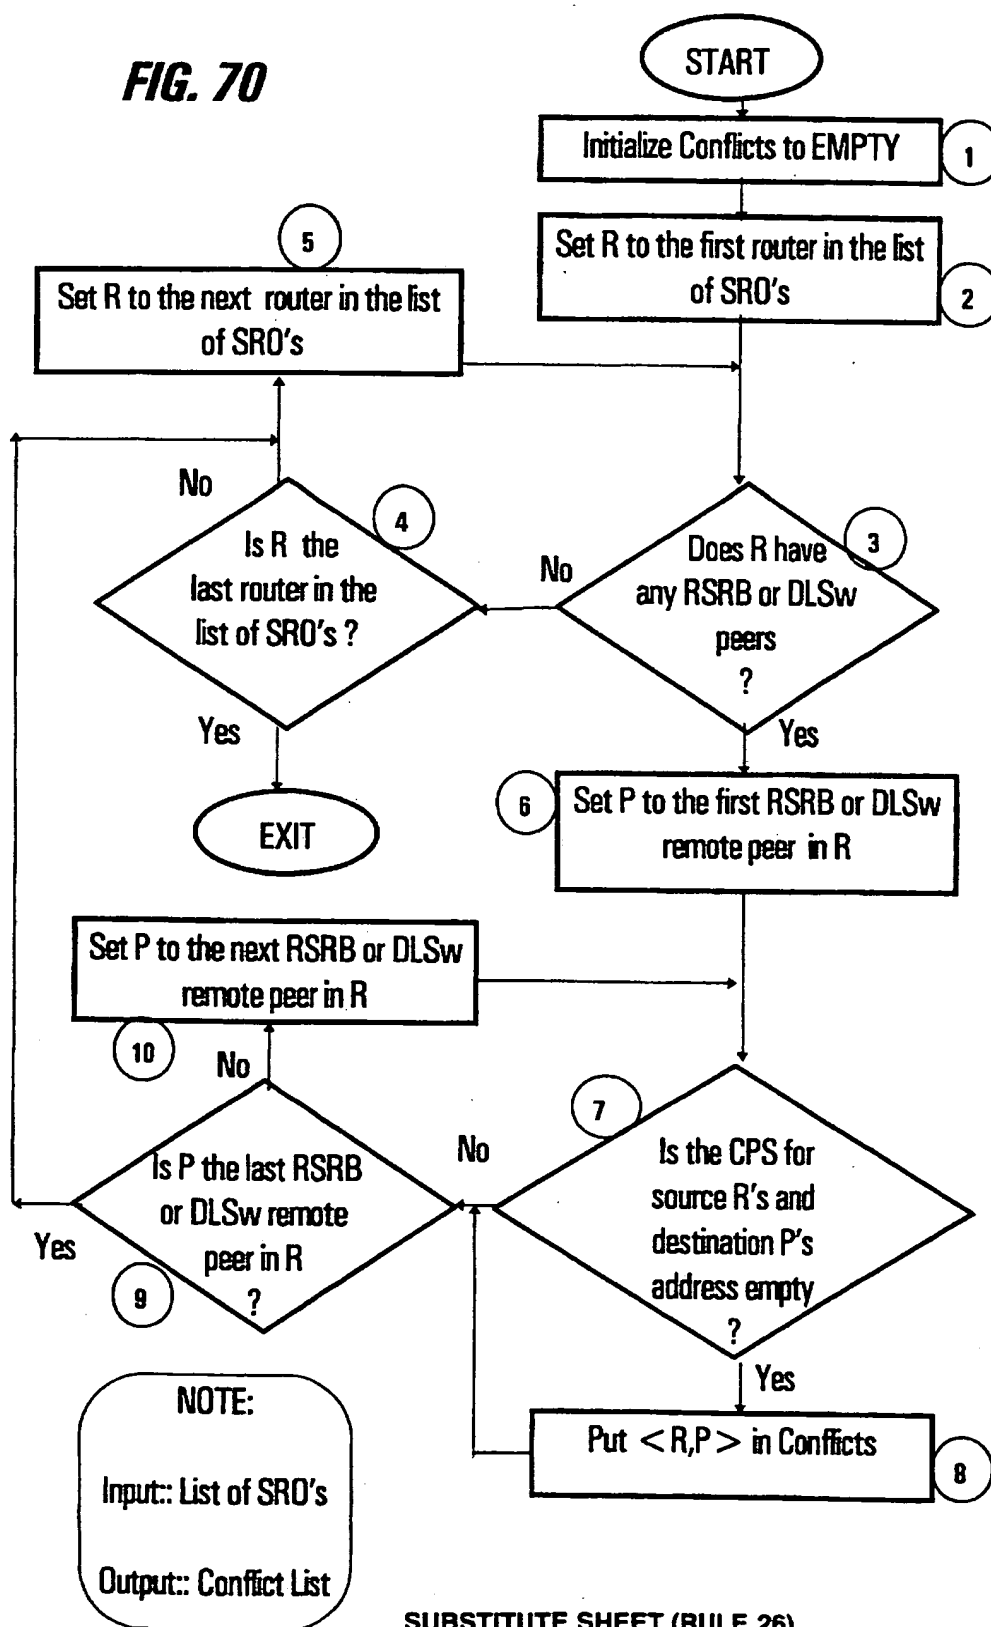 FIG. 70
START
Initialize Conflicts to EMPTY
1
Set R to the first router in the list
of SRO's
2
5
Set R to the next router in the list
of SRO's
No
4
Is R the
last router in the
list of SRO's ?
Yes
EXIT
No
3
Does R have
any RSRB or DLSw
peers
?
Yes
6
Set P to the first RSRB or DLSw
remote peer in R
Set P to the next RSRB or DLSw
remote peer in R
10
No
Is P the last RSRB
or DLSw remote
peer in R
?
Yes
9
No
7
Is the CPS for
source R's and
destination P's
address empty
?
Yes
Put <R,P> in Conflicts
8
NOTE:
Input:: List of SRO's
Output:: Conflict List
SUBSTITUTE SHEET (RULE 26)